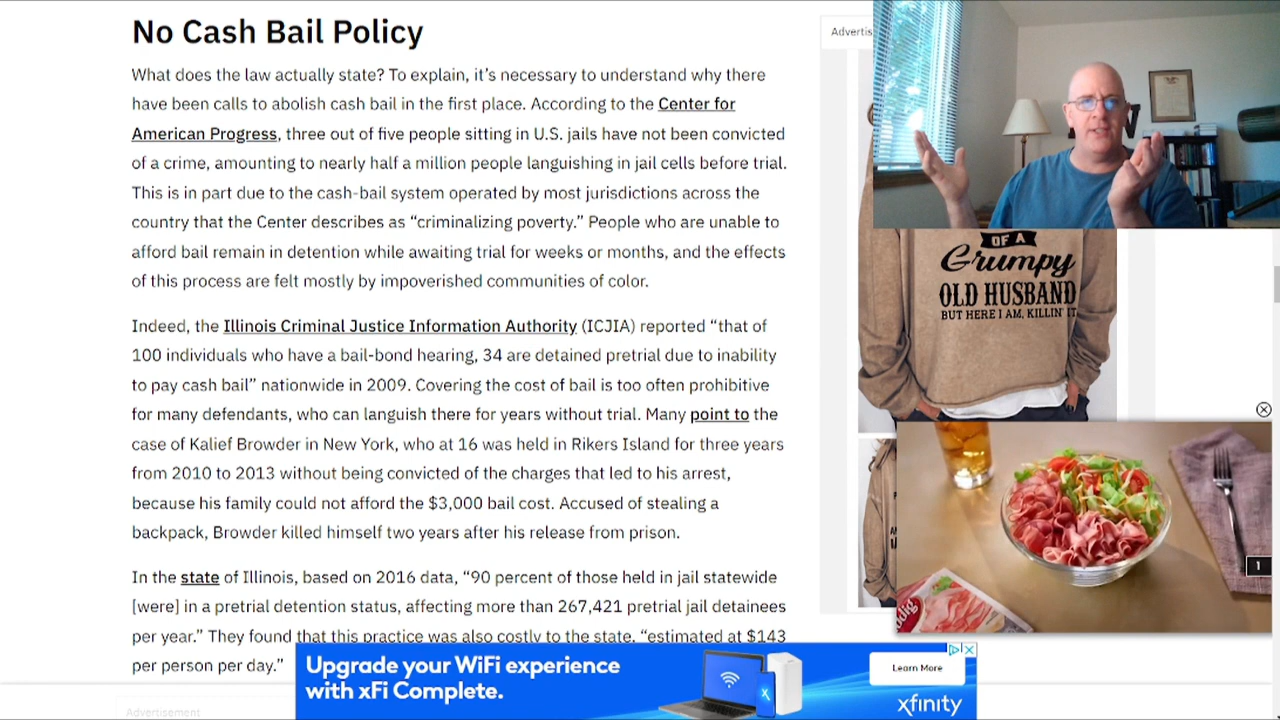 No Cash Bail Policy
What does the law actually state? To explain, it’s necessary to understand why there
have been calls to abolish cash bail in the first place. According to the Center for
American Progress, three out of five people sitting in U.S. jails have not been convicted
of a crime, amounting to nearly half a million people languishing in jail cells before trial.
This is in part due to the cash-bail system operated by most jurisdictions across the
country that the Center describes as “criminalizing poverty.” People who are unable to
afford bail remain in detention while awaiting trial for weeks or months, and the effects
of this process are felt mostly by impoverished communities of color.
Indeed, the Illinois Criminal Justice Information Authority (ICJIA) reported “that of
100 individuals who have a bail-bond hearing, 34 are detained pretrial due to inability
to pay cash bail” nationwide in 2009. Covering the cost of bail is too often prohibitive
for many defendants, who can languish there for years without trial. Many point to the
case of Kalief Browder in New York, who at 16 was held in Rikers Island for three years
from 2010 to 2013 without being convicted of the charges that led to his arrest,
because his family could not afford the $3,000 bail cost. Accused of stealing a
backpack, Browder killed himself two years after his release from prison.
In the state of Illinois, based on 2016 data, “90 percent of those held in jail statewide
[were] in a pretrial detention status, affecting more than 267,421 pretrial jail detainees
per year.” They found that this practice was also costly to the state, “estimated at $143
per person per day.”
Advertisement
Advertis
OF A
Grumpy
OLD HUSBAND
BUT HERE I AM, KILLIN' IT
1
Upgrade your WiFi experience
with xFi Complete.
Learn More
xfinity